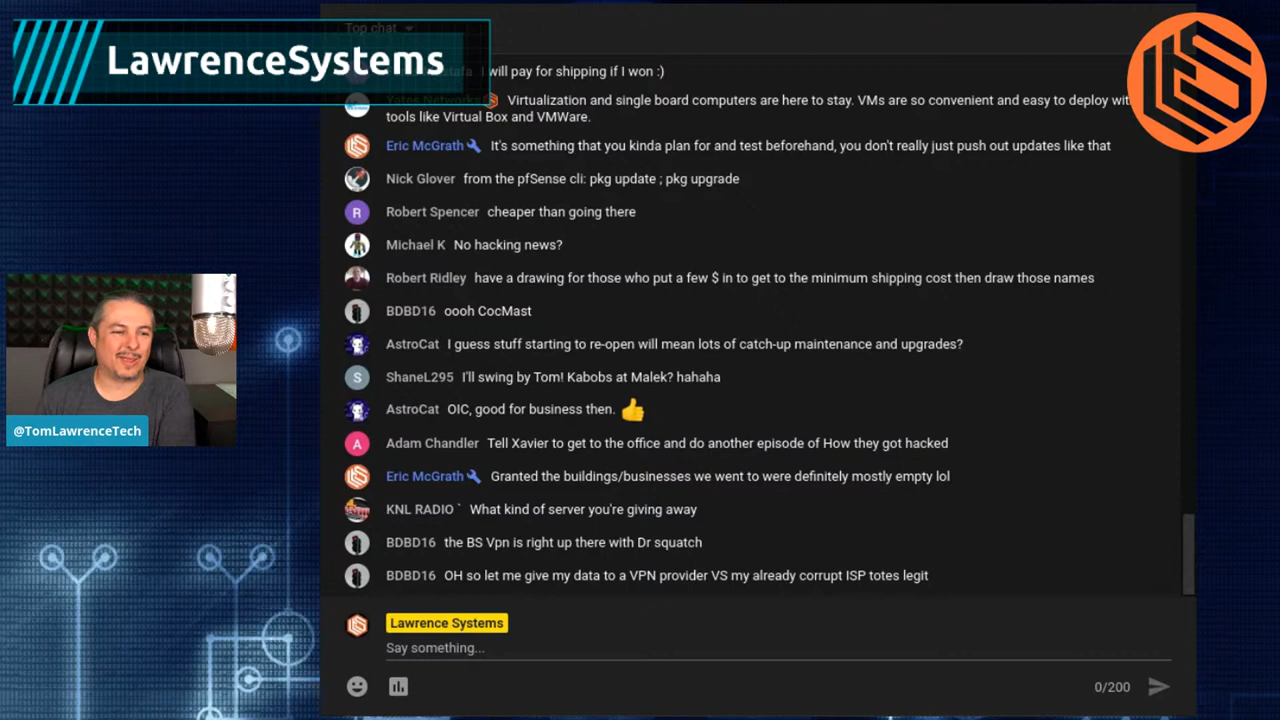 LawrenceSystems
Top chat
will pay for shipping if I won :)
Virtualization and single board computers are here to stay. VMs are so convenient and easy to deploy with
tools like Virtual Box and VMWare.
Eric McGrath It's something that you kinda plan for and test beforehand, you don't really just push out updates like that
Nick Glover from the pfSense cli: pkg update ; pkg upgrade
R Robert Spencer cheaper than going there
Michael K No hacking news?
Robert Ridley have a drawing for those who put a few $ in to get to the minimum shipping cost then draw those names
BDBD16 oooh CocMast
AstroCat I guess stuff starting to re-open will mean lots of catch-up maintenance and upgrades?
S ShaneL295 I'll swing by Tom! Kabobs at Malek? hahaha
AstroCat OIC, good for business then. 👍
@TomLawrenceTech
A Adam Chandler Tell Xavier to get to the office and do another episode of How they got hacked
Eric McGrath Granted the buildings/businesses we went to were definitely mostly empty lol
KNL RADIO ` What kind of server you're giving away
BDBD16 the BS Vpn is right up there with Dr squatch
BDBD16 OH so let me give my data to a VPN provider VS my already corrupt ISP totes legit
Lawrence Systems
Say something...
0/200